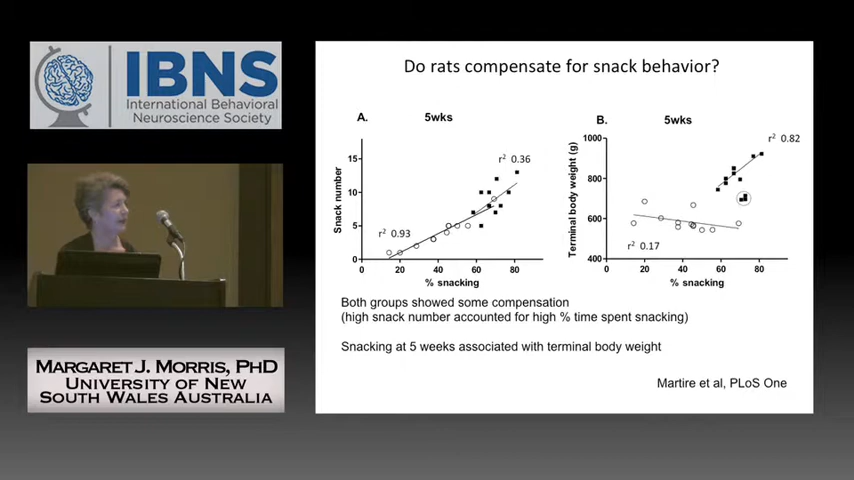 IBNS
International Behavioral
Neuroscience Society
MARGARET J. MORRIS, PHD
UNIVERSITY OF NEW
SOUTH WALES AUSTRALIA
Do rats compensate for snack behavior?
A.
5wks
r² 0.36
r² 0.93
Snack number
15
10
5
0
0
20
40
60
80
% snacking
B.
5wks
r² 0.82
r² 0.17
Terminal body weight (g)
1000
800
600
400
0
20
40
60
80
% snacking
Both groups showed some compensation
(high snack number accounted for high % time spent snacking)
Snacking at 5 weeks associated with terminal body weight
Martire et al, PLoS One